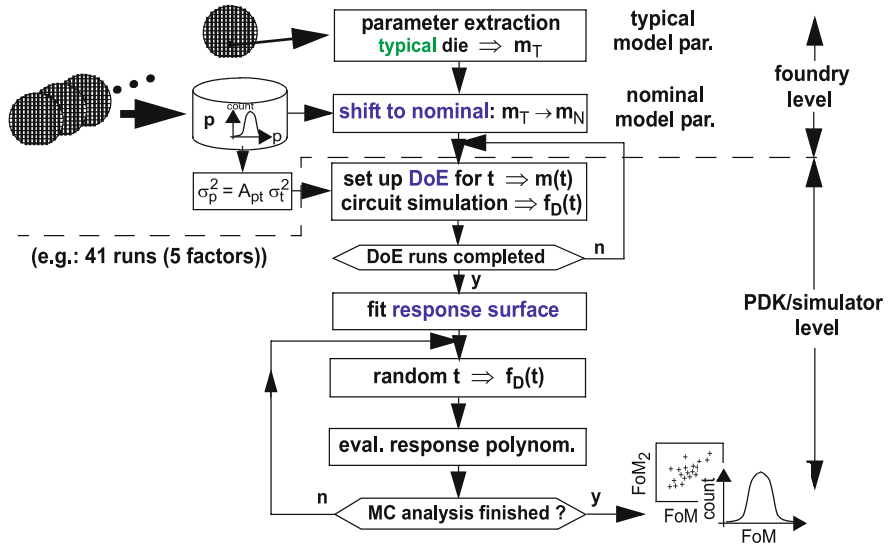 parameter extraction
typical die ⇒ m_T
typical
model par.
foundry
level
count
p
p
shift to nominal: m_T → m_N
nominal
model par.
σ_p^2 = A_pt σ_t^2
set up DoE for t ⇒ m(t)
circuit simulation ⇒ f_D(t)
(e.g.: 41 runs (5 factors))
DoE runs completed
n
y
fit response surface
PDK/simulator
level
random t ⇒ f_D(t)
eval. response polynom.
n
MC analysis finished ?
y
FoM_2
FoM
count
FoM